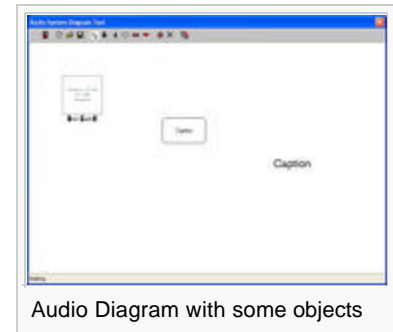 Audio System Diagram Tool
Caption
Caption
Audio Diagram with some objects